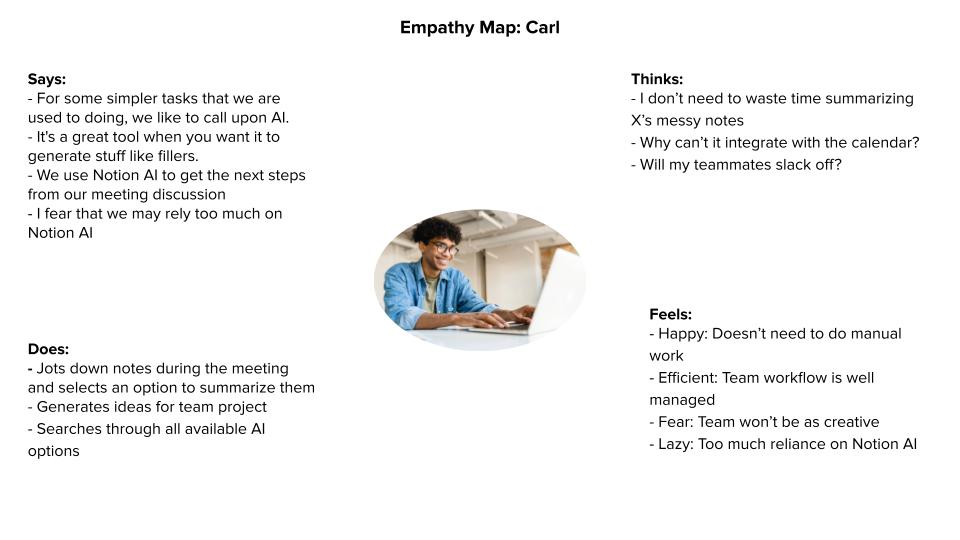 Empathy Map: Carl
Says:
- For some simpler tasks that we are
used to doing, we like to call upon AI.
- It's a great tool when you want it to
generate stuff like fillers.
- We use Notion AI to get the next steps
from our meeting discussion
- I fear that we may rely too much on
Notion AI
Thinks:
- I don’t need to waste time summarizing
X’s messy notes
- Why can’t it integrate with the calendar?
- Will my teammates slack off?
Does:
- Jots down notes during the meeting
and selects an option to summarize them
- Generates ideas for team project
- Searches through all available AI
options
Feels:
- Happy: Doesn’t need to do manual
work
- Efficient: Team workflow is well
managed
- Fear: Team won’t be as creative
- Lazy: Too much reliance on Notion AI